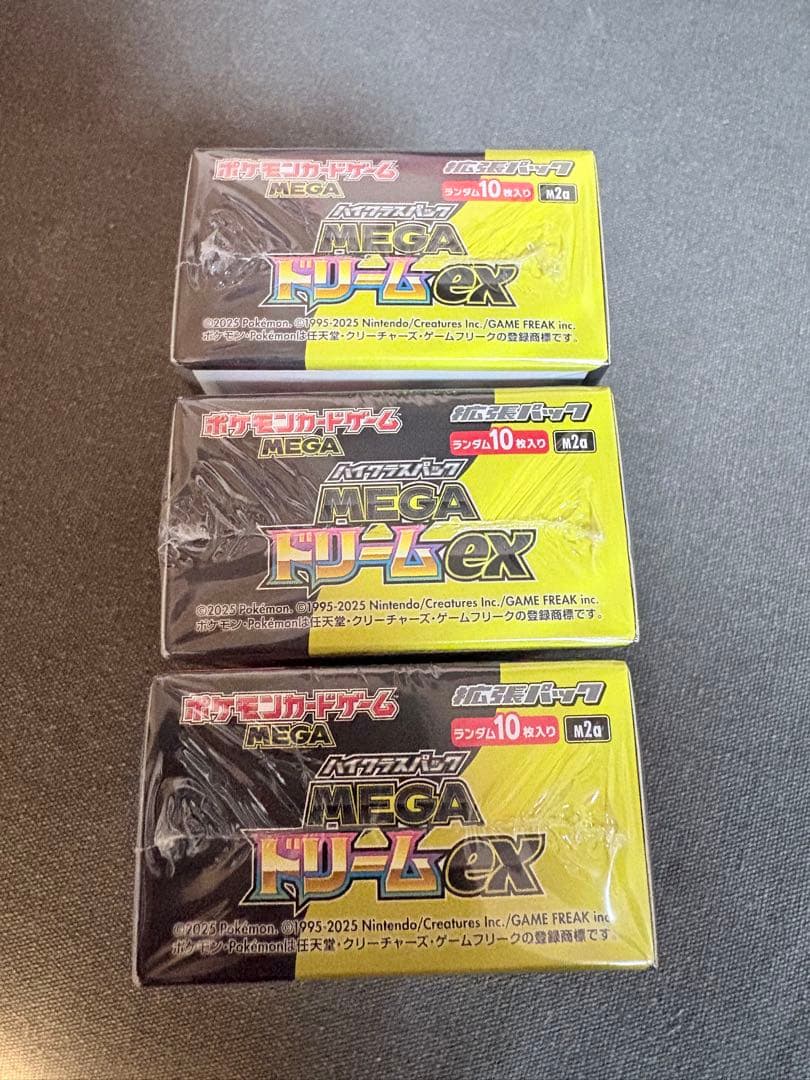 ポケモンカードゲーム
MEGA
拡張パック
ランダム10枚入り M2a
ハイクラスパック
MEGA
ドリームex
©2025 Pokémon. ©1995-2025 Nintendo/Creatures Inc./GAME FREAK inc.
ポケモン・Pokémonは任天堂・クリーチャーズ・ゲームフリークの登録商標です。
ポケモンカードゲーム
MEGA
拡張パック
ランダム10枚入り M2a
ハイクラスパック
MEGA
ドリームex
©2025 Pokémon. ©1995-2025 Nintendo/Creatures Inc./GAME FREAK inc.
ポケモン・Pokémonは任天堂・クリーチャーズ・ゲームフリークの登録商標です。
ポケモンカードゲーム
MEGA
拡張パック
ランダム10枚入り M2a
ハイクラスパック
MEGA
ドリームex
©2025 Pokémon. ©1995-2025 Nintendo/Creatures Inc./GAME FREAK inc
ポケモン・Pokémonは任天堂・クリーチャーズ・ゲームフリークの登録商標です。